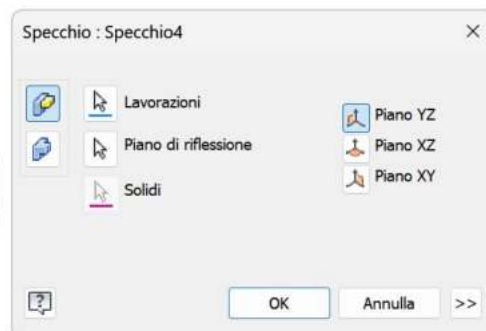 Specchio : Specchio4
Lavorazioni
Piano di riflessione
Solidi
Piano YZ
Piano XZ
Piano XY
OK
Annulla
>>